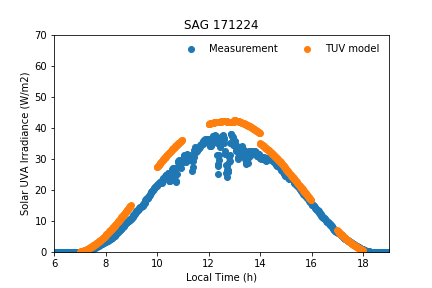 SAG 171224
Measurement
TUV model
Solar UVA Irradiance (W/m2)
70
60
50
40
30
20
10
0
6 8 10 12 14 16 18
Local Time (h)